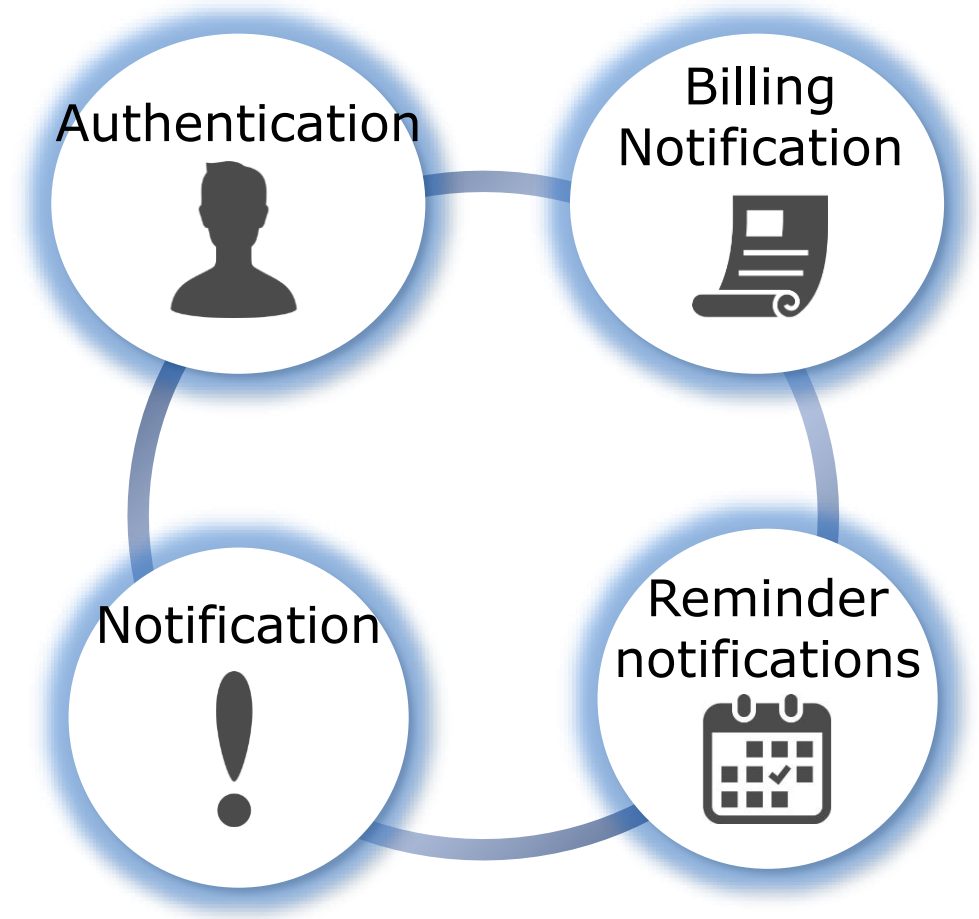 Authentication
Billing
Notification
Notification
Reminder
notifications